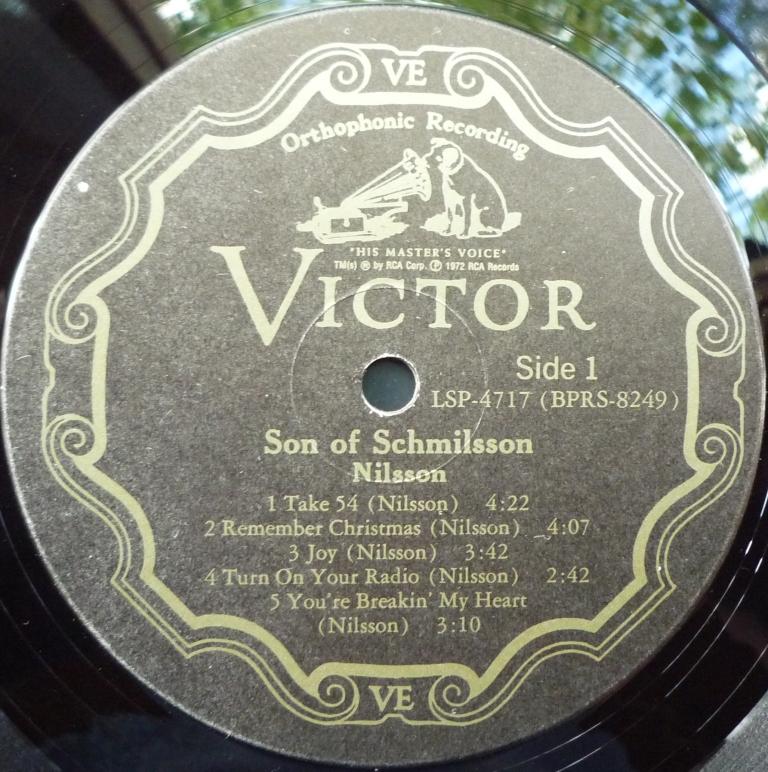 VE
Orthophonic Recording
"HIS MASTER'S VOICE"
TM(s) ® by RCA Corp. ℗ 1972 RCA Records
VICTOR
Side 1
LSP-4717 (BPRS-8249)
Son of Schmilsson
Nilsson
1 Take 54 (Nilsson) 4:22
2 Remember Christmas (Nilsson) 4:07
3 Joy (Nilsson) 3:42
4 Turn On Your Radio (Nilsson) 2:42
5 You're Breakin' My Heart
(Nilsson) 3:10
VE